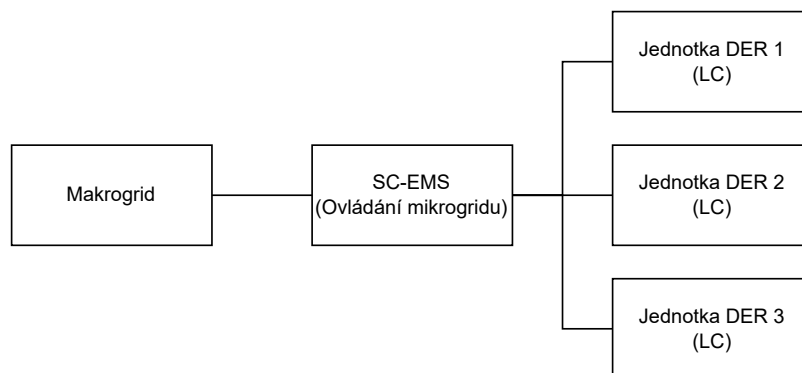 Makrogrid
SC-EMS
(Ovládání mikrogridu)
Jednotka DER 1
(LC)
Jednotka DER 2
(LC)
Jednotka DER 3
(LC)